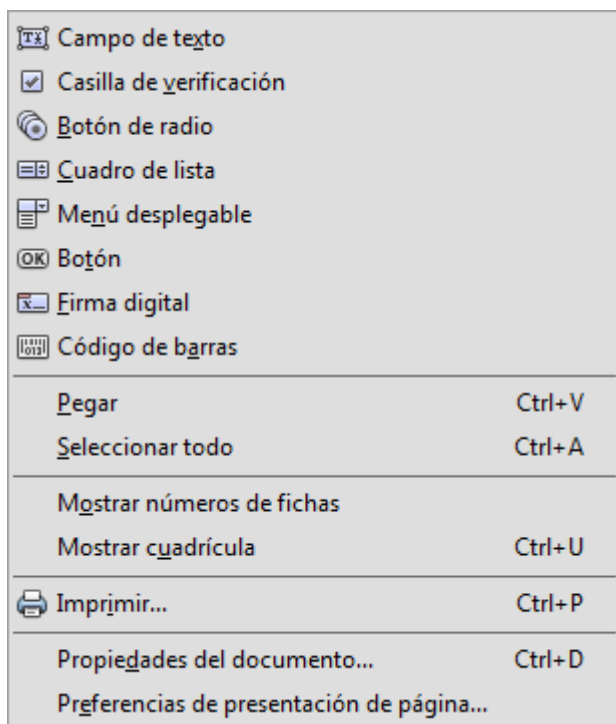 Campo de texto
Casilla de verificación
Botón de radio
Cuadro de lista
Menú desplegable
OK Botón
Firma digital
Código de barras
Pegar Ctrl+V
Seleccionar todo Ctrl+A
Mostrar números de fichas
Mostrar cuadrícula Ctrl+U
Imprimir... Ctrl+P
Propiedades del documento... Ctrl+D
Preferencias de presentación de página...